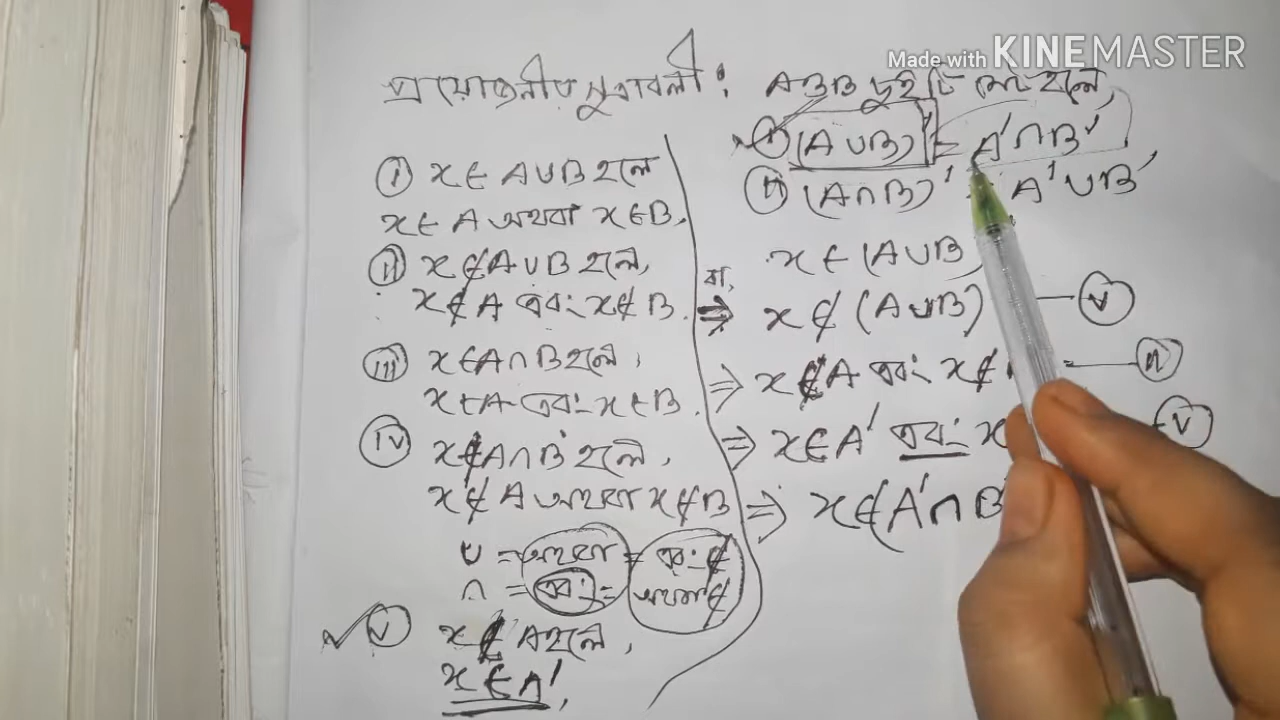 Made with KINEMASTER
প্রয়োজনীয় সুত্রাবলী :
(i) x ∈ A∪B হলে
x ∈ A অথবা x ∈ B,
(ii) x ∉ A∪B হলে,
x ∉ A এবং x ∉ B.
(iii) x ∈ A∩B হলে,
x ∈ A এবং x ∈ B.
(iv) x ∉ A∩B হলে,
x ∉ A অথবা x ∉ B
∪ = অথবা = এবং ∉
∩ = এবং = অথবা ∉
(v) x ∉ A হলে,
x ∈ A',
A ও B দুইটি সেট হলে,
(i) (A∪B)' = A'∩B'
(ii) (A∩B)' A'∪B'
x ∈ (A∪B)
বা,
⇒ x ∉ (A∪B) — (v)
⇒ x ∉ A এবং x ∉ — (ii)
⇒ x ∈ A' এবং x (v)
⇒ x ∈ (A'∩B'